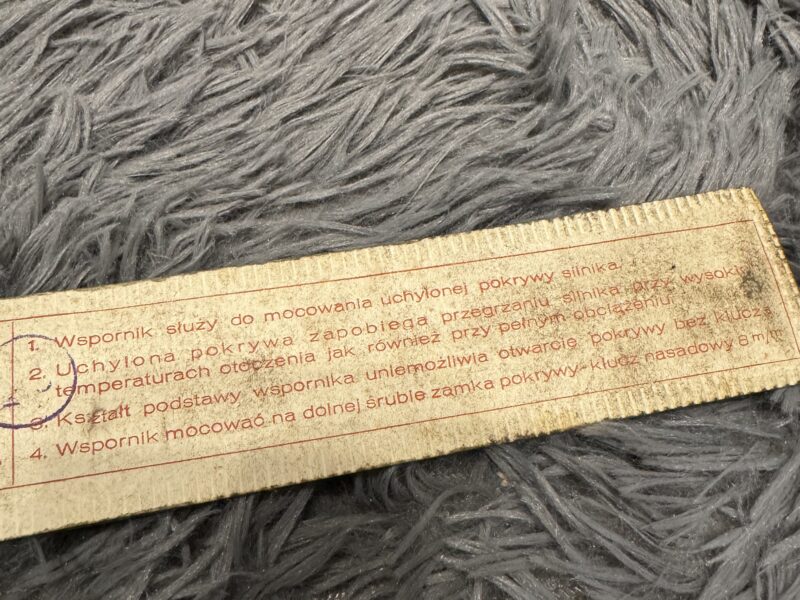 1. Wspornik służy do mocowania uchylonej pokrywy silnika.
2. Uchylona pokrywa zapobiega przegrzaniu silnika przy wysokich
temperaturach otoczenia jak również przy pełnym obciążeniu.
3. Kształt podstawy wspornika uniemożliwia otwarcie pokrywy bez klucza
4. Wspornik mocować na dolnej śrubie zamka pokrywy-klucz nasadowy 8 m/m.